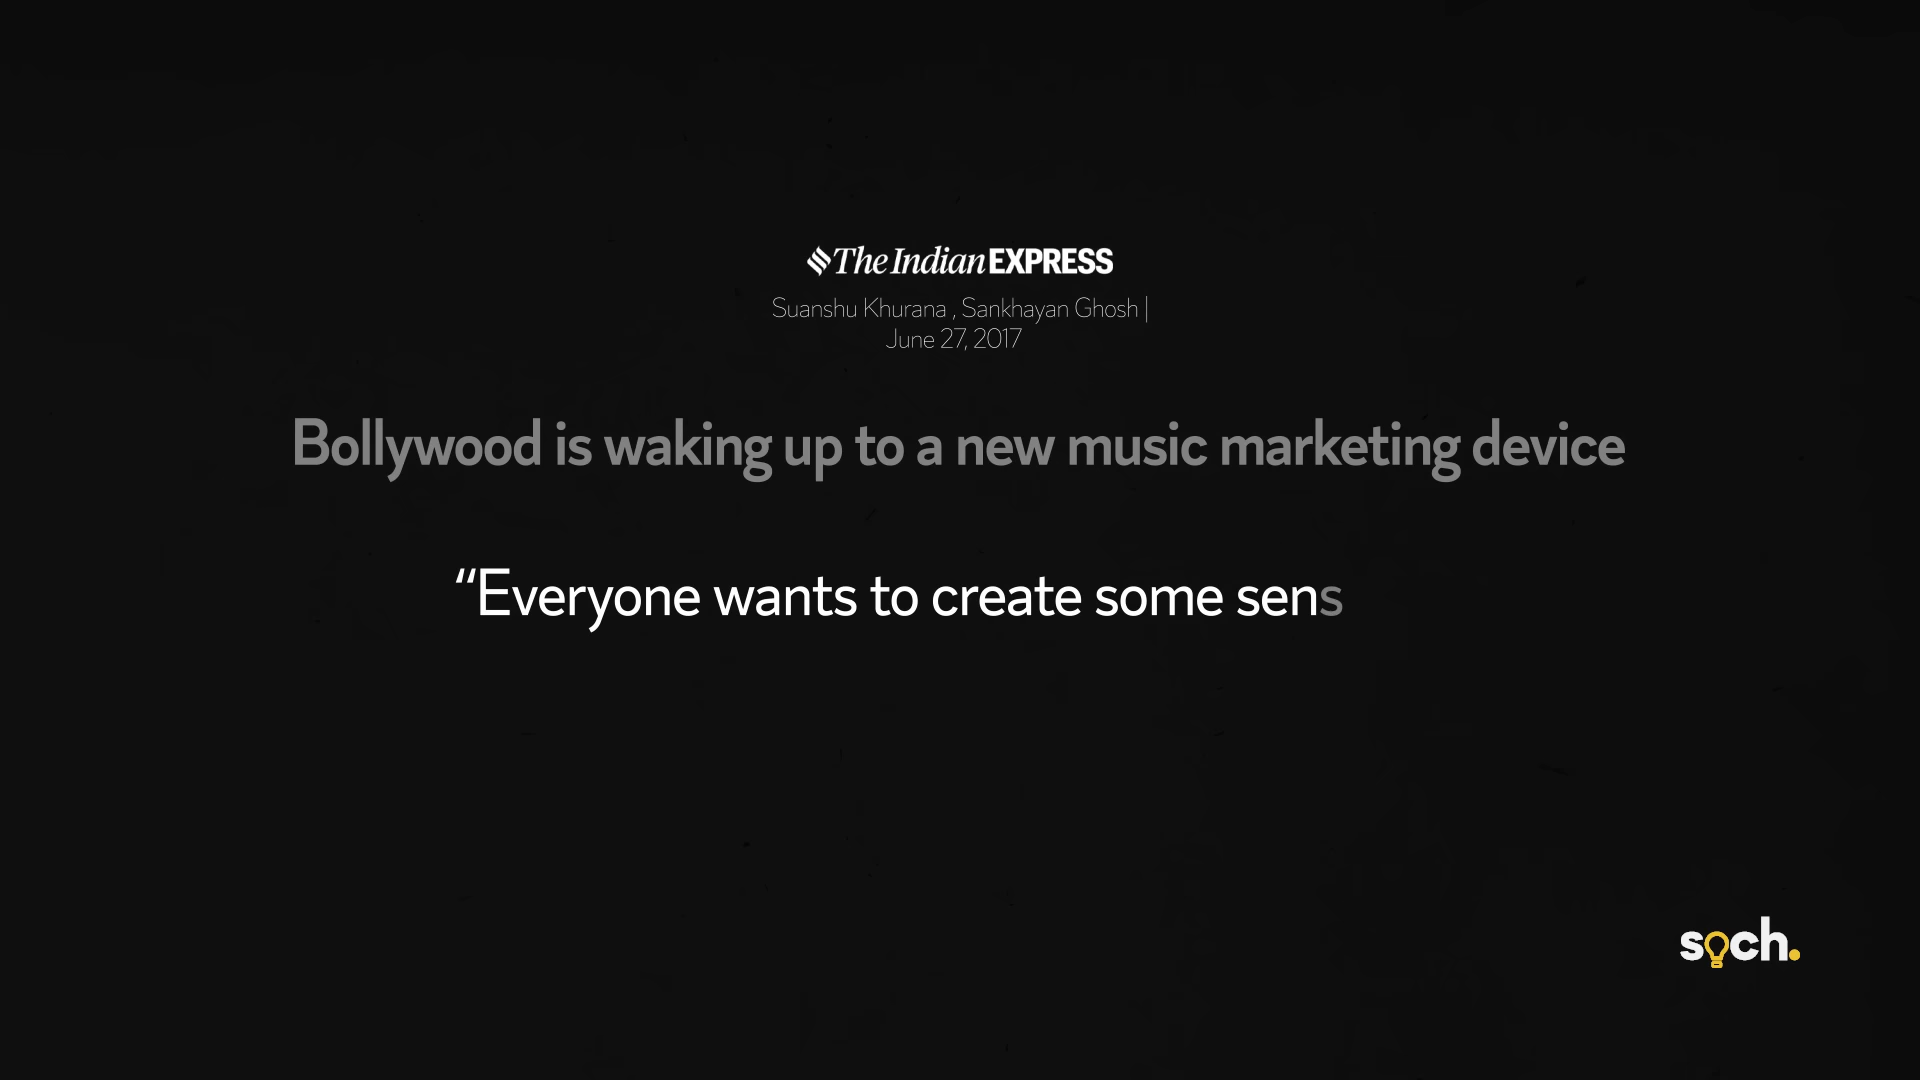 The Indian EXPRESS
Suanshu Khurana , Sankhayan Ghosh |
June 27, 2017
Bollywood is waking up to a new music marketing device
“Everyone wants to create some sens
soch.